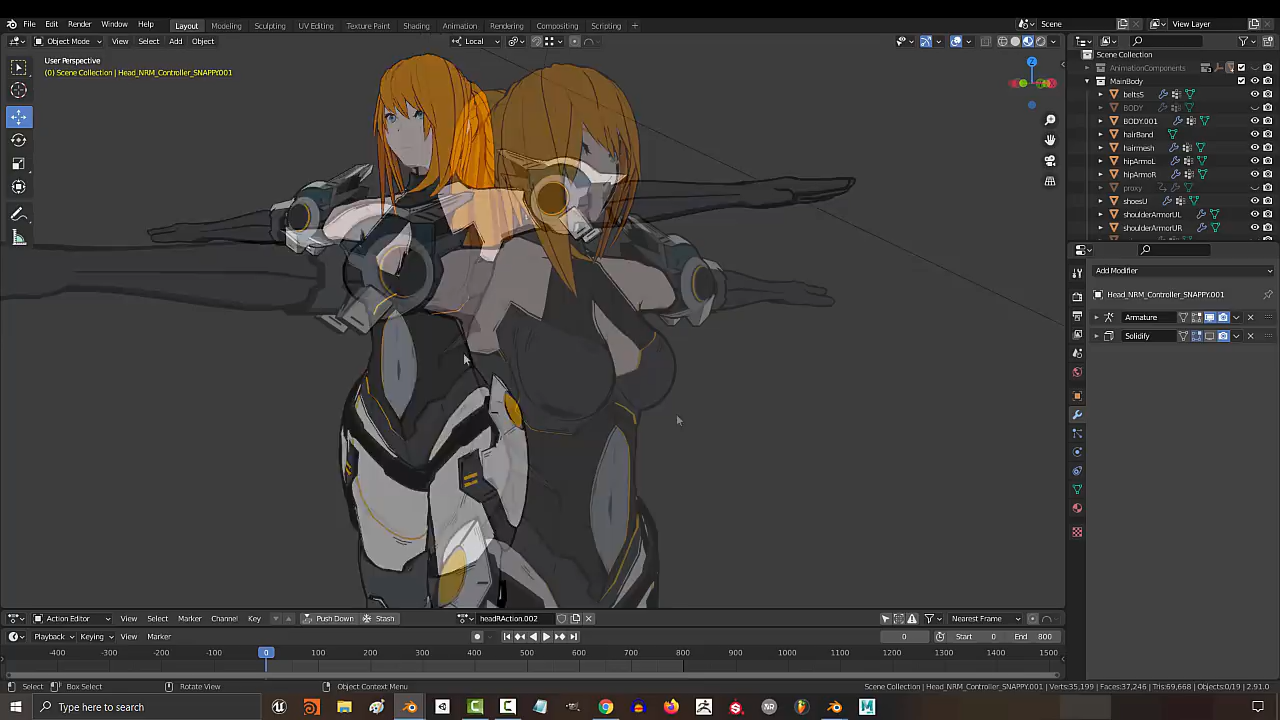 File Edit Render Window Help Layout Modeling Sculpting UV Editing Texture Paint Shading Animation Rendering Compositing Scripting + Scene View Layer
Object Mode View Select Add Object Local
User Perspective
(0) Scene Collection | Head_NRM_Controller_SNAPPY.001
Z
Scene Collection
AnimationComponents
MainBody
beltsS
BODY
BODY.001
hairBand
hairmesh
hipArmoL
hipArmoR
proxy
shoesU
shoulderArmorUL
shoulderArmorUR
Add Modifier
Head_NRM_Controller_SNAPPY.001
Armature
Solidify
Action Editor View Select Marker Channel Key Push Down Stash headRAction.002 Nearest Frame
Playback Keying View Marker 0 Start 0 End 800
-400 -300 -200 -100 0 100 200 300 400 500 600 700 800 900 1000 1100 1200 1300 1400 1500
Select Box Select Rotate View Object Context Menu Scene Collection | Head_NRM_Controller_SNAPPY.001 | Verts:35,199 | Faces:37,246 | Tris:69,668 | Objects:0/19 | 2.91.0
Type here to search